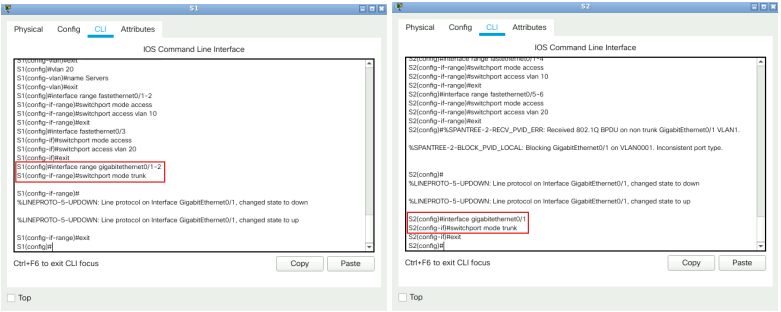 S1
Physical Config CLI Attributes
IOS Command Line Interface
S1(config-vlan)#exit
S1(config)#vlan 20
S1(config-vlan)#name Servers
S1(config-vlan)#exit
S1(config)#interface range fastethernet0/1-2
S1(config-if-range)#switchport mode access
S1(config-if-range)#switchport access vlan 10
S1(config-if-range)#exit
S1(config)#interface fastethernet0/3
S1(config-if)#switchport mode access
S1(config-if)#switchport access vlan 20
S1(config-if)#exit
S1(config)#interface range gigabitethernet0/1-2
S1(config-if-range)#switchport mode trunk
S1(config-if-range)#
%LINEPROTO-5-UPDOWN: Line protocol on Interface GigabitEthernet0/1, changed state to down
%LINEPROTO-5-UPDOWN: Line protocol on Interface GigabitEthernet0/1, changed state to up
S1(config-if-range)#exit
S1(config)#
Ctrl+F6 to exit CLI focus
Copy Paste
Top
S2
Physical Config CLI Attributes
IOS Command Line Interface
S2(config)#interface range fastethernet0/1-4
S2(config-if-range)#switchport mode access
S2(config-if-range)#switchport access vlan 10
S2(config-if-range)#exit
S2(config)#interface range fastethernet0/5-6
S2(config-if-range)#switchport mode access
S2(config-if-range)#switchport access vlan 20
S2(config-if-range)#exit
S2(config)#%SPANTREE-2-RECV_PVID_ERR: Received 802.1Q BPDU on non trunk GigabitEthernet0/1 VLAN1.
%SPANTREE-2-BLOCK_PVID_LOCAL: Blocking GigabitEthernet0/1 on VLAN0001. Inconsistent port type.
S2(config)#
%LINEPROTO-5-UPDOWN: Line protocol on Interface GigabitEthernet0/1, changed state to down
%LINEPROTO-5-UPDOWN: Line protocol on Interface GigabitEthernet0/1, changed state to up
S2(config)#interface gigabitethernet0/1
S2(config-if)#switchport mode trunk
S2(config-if)#exit
S2(config)#
Ctrl+F6 to exit CLI focus
Copy Paste
Top